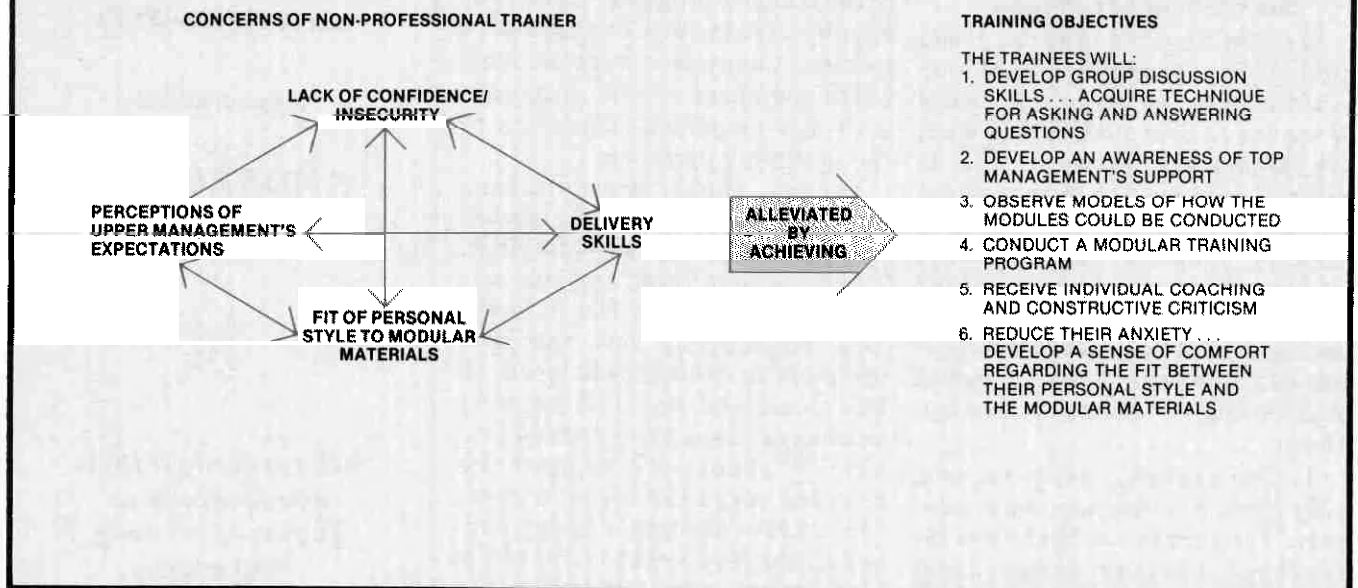 CONCERNS OF NON-PROFESSIONAL TRAINER
LACK OF CONFIDENCE/
INSECURITY
PERCEPTIONS OF
UPPER MANAGEMENT'S
EXPECTATIONS
DELIVERY
SKILLS
FIT OF PERSONAL
STYLE TO MODULAR
MATERIALS
ALLEVIATED
BY
ACHIEVING
TRAINING OBJECTIVES
THE TRAINEES WILL:
1. DEVELOP GROUP DISCUSSION
SKILLS ... ACQUIRE TECHNIQUE
FOR ASKING AND ANSWERING
QUESTIONS
2. DEVELOP AN AWARENESS OF TOP
MANAGEMENT'S SUPPORT
3. OBSERVE MODELS OF HOW THE
MODULES COULD BE CONDUCTED
4. CONDUCT A MODULAR TRAINING
PROGRAM
5. RECEIVE INDIVIDUAL COACHING
AND CONSTRUCTIVE CRITICISM
6. REDUCE THEIR ANXIETY ...
DEVELOP A SENSE OF COMFORT
REGARDING THE FIT BETWEEN
THEIR PERSONAL STYLE AND
THE MODULAR MATERIALS